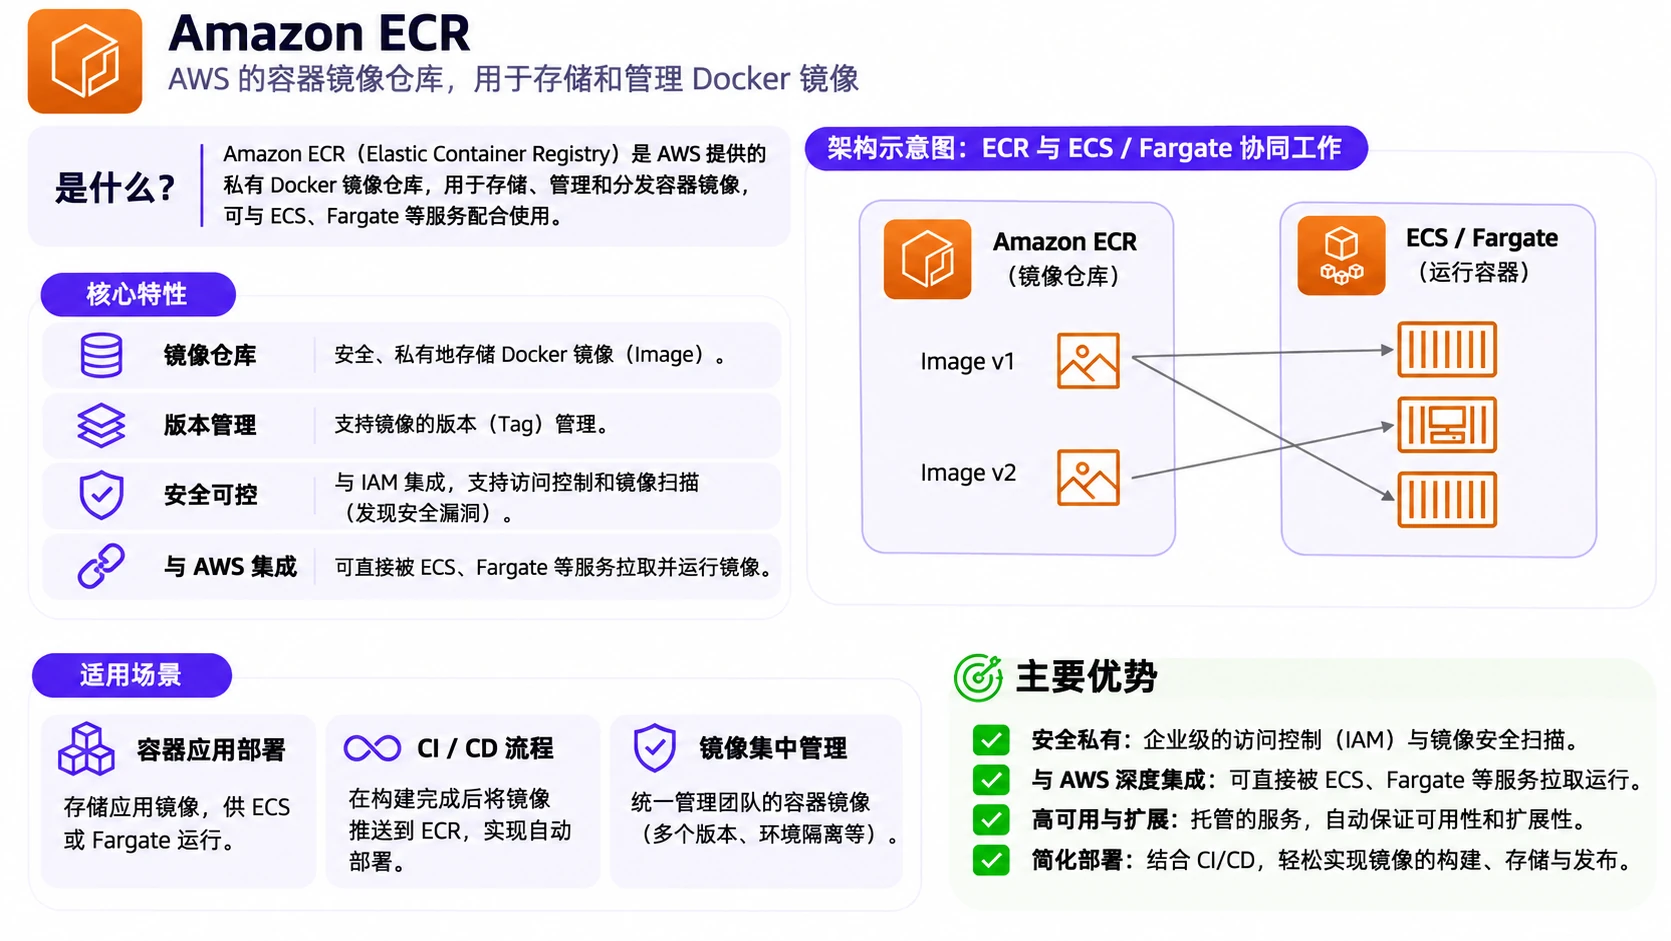 Amazon ECR
AWS 的容器镜像仓库，用于存储和管理 Docker 镜像
是什么？
Amazon ECR（Elastic Container Registry）是 AWS 提供的
私有 Docker 镜像仓库，用于存储、管理和分发容器镜像，
可与 ECS、Fargate 等服务配合使用。
核心特性
镜像仓库
安全、私有地存储 Docker 镜像（Image）。
版本管理
支持镜像的版本（Tag）管理。
安全可控
与 IAM 集成，支持访问控制和镜像扫描
（发现安全漏洞）。
与 AWS 集成
可直接被 ECS、Fargate 等服务拉取并运行镜像。
架构示意图：ECR 与 ECS / Fargate 协同工作
Amazon ECR
（镜像仓库）
Image v1
Image v2
ECS / Fargate
（运行容器）
适用场景
容器应用部署
存储应用镜像，供 ECS
或 Fargate 运行。
CI / CD 流程
在构建完成后将镜像
推送到 ECR，实现自动
部署。
镜像集中管理
统一管理团队的容器镜像
（多个版本、环境隔离等）。
主要优势
安全私有：企业级的访问控制（IAM）与镜像安全扫描。
与 AWS 深度集成：可直接被 ECS、Fargate 等服务拉取运行。
高可用与扩展：托管的服务，自动保证可用性和扩展性。
简化部署：结合 CI/CD，轻松实现镜像的构建、存储与发布。